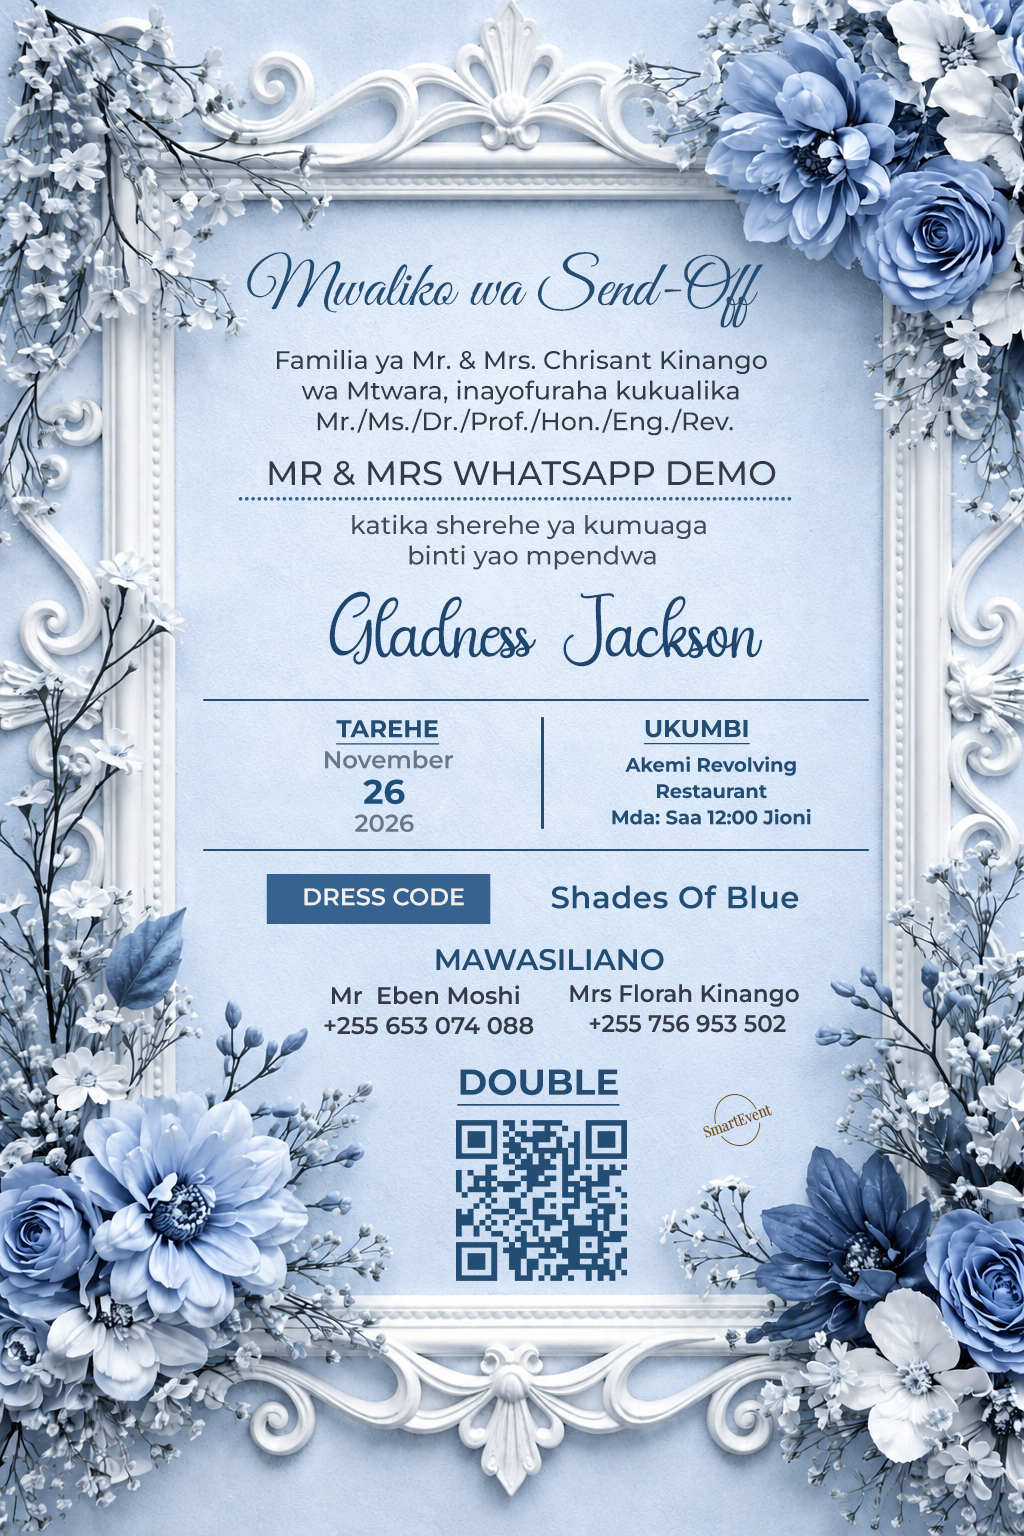 Mwaliko wa Send-Off
Familia ya Mr. & Mrs. Chrisant Kinango
wa Mtwara, inayofuraha kukualika
Mr./Ms./Dr./Prof./Hon./Eng./Rev.
MR & MRS WHATSAPP DEMO
katika sherehe ya kumuaga
binti yao mpendwa
Gladness Jackson
TAREHE
November
26
2026
UKUMBI
Akemi Revolving
Restaurant
Mda: Saa 12:00 Jioni
DRESS CODE
Shades Of Blue
MAWASILIANO
Mr Eben Moshi
+255 653 074 088
Mrs Florah Kinango
+255 756 953 502
DOUBLE
SmartEvent